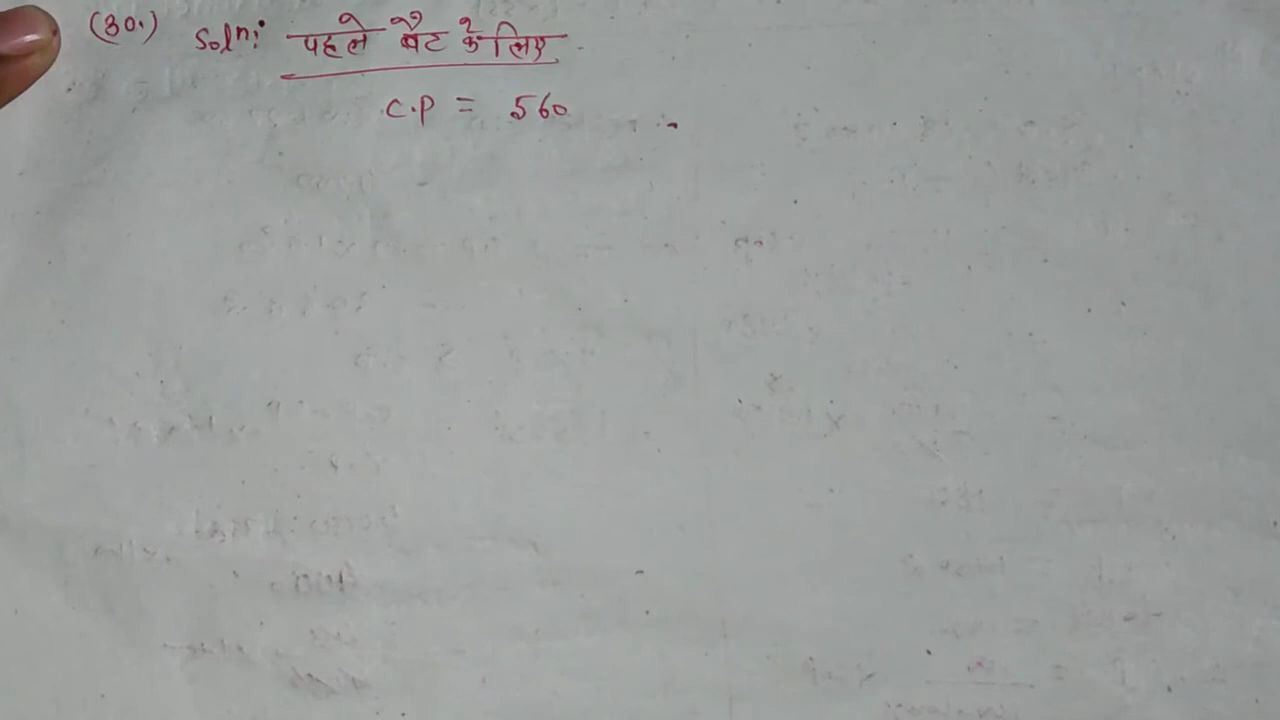 (30.) Soln: पहले बैट के लिए
C.P = 560